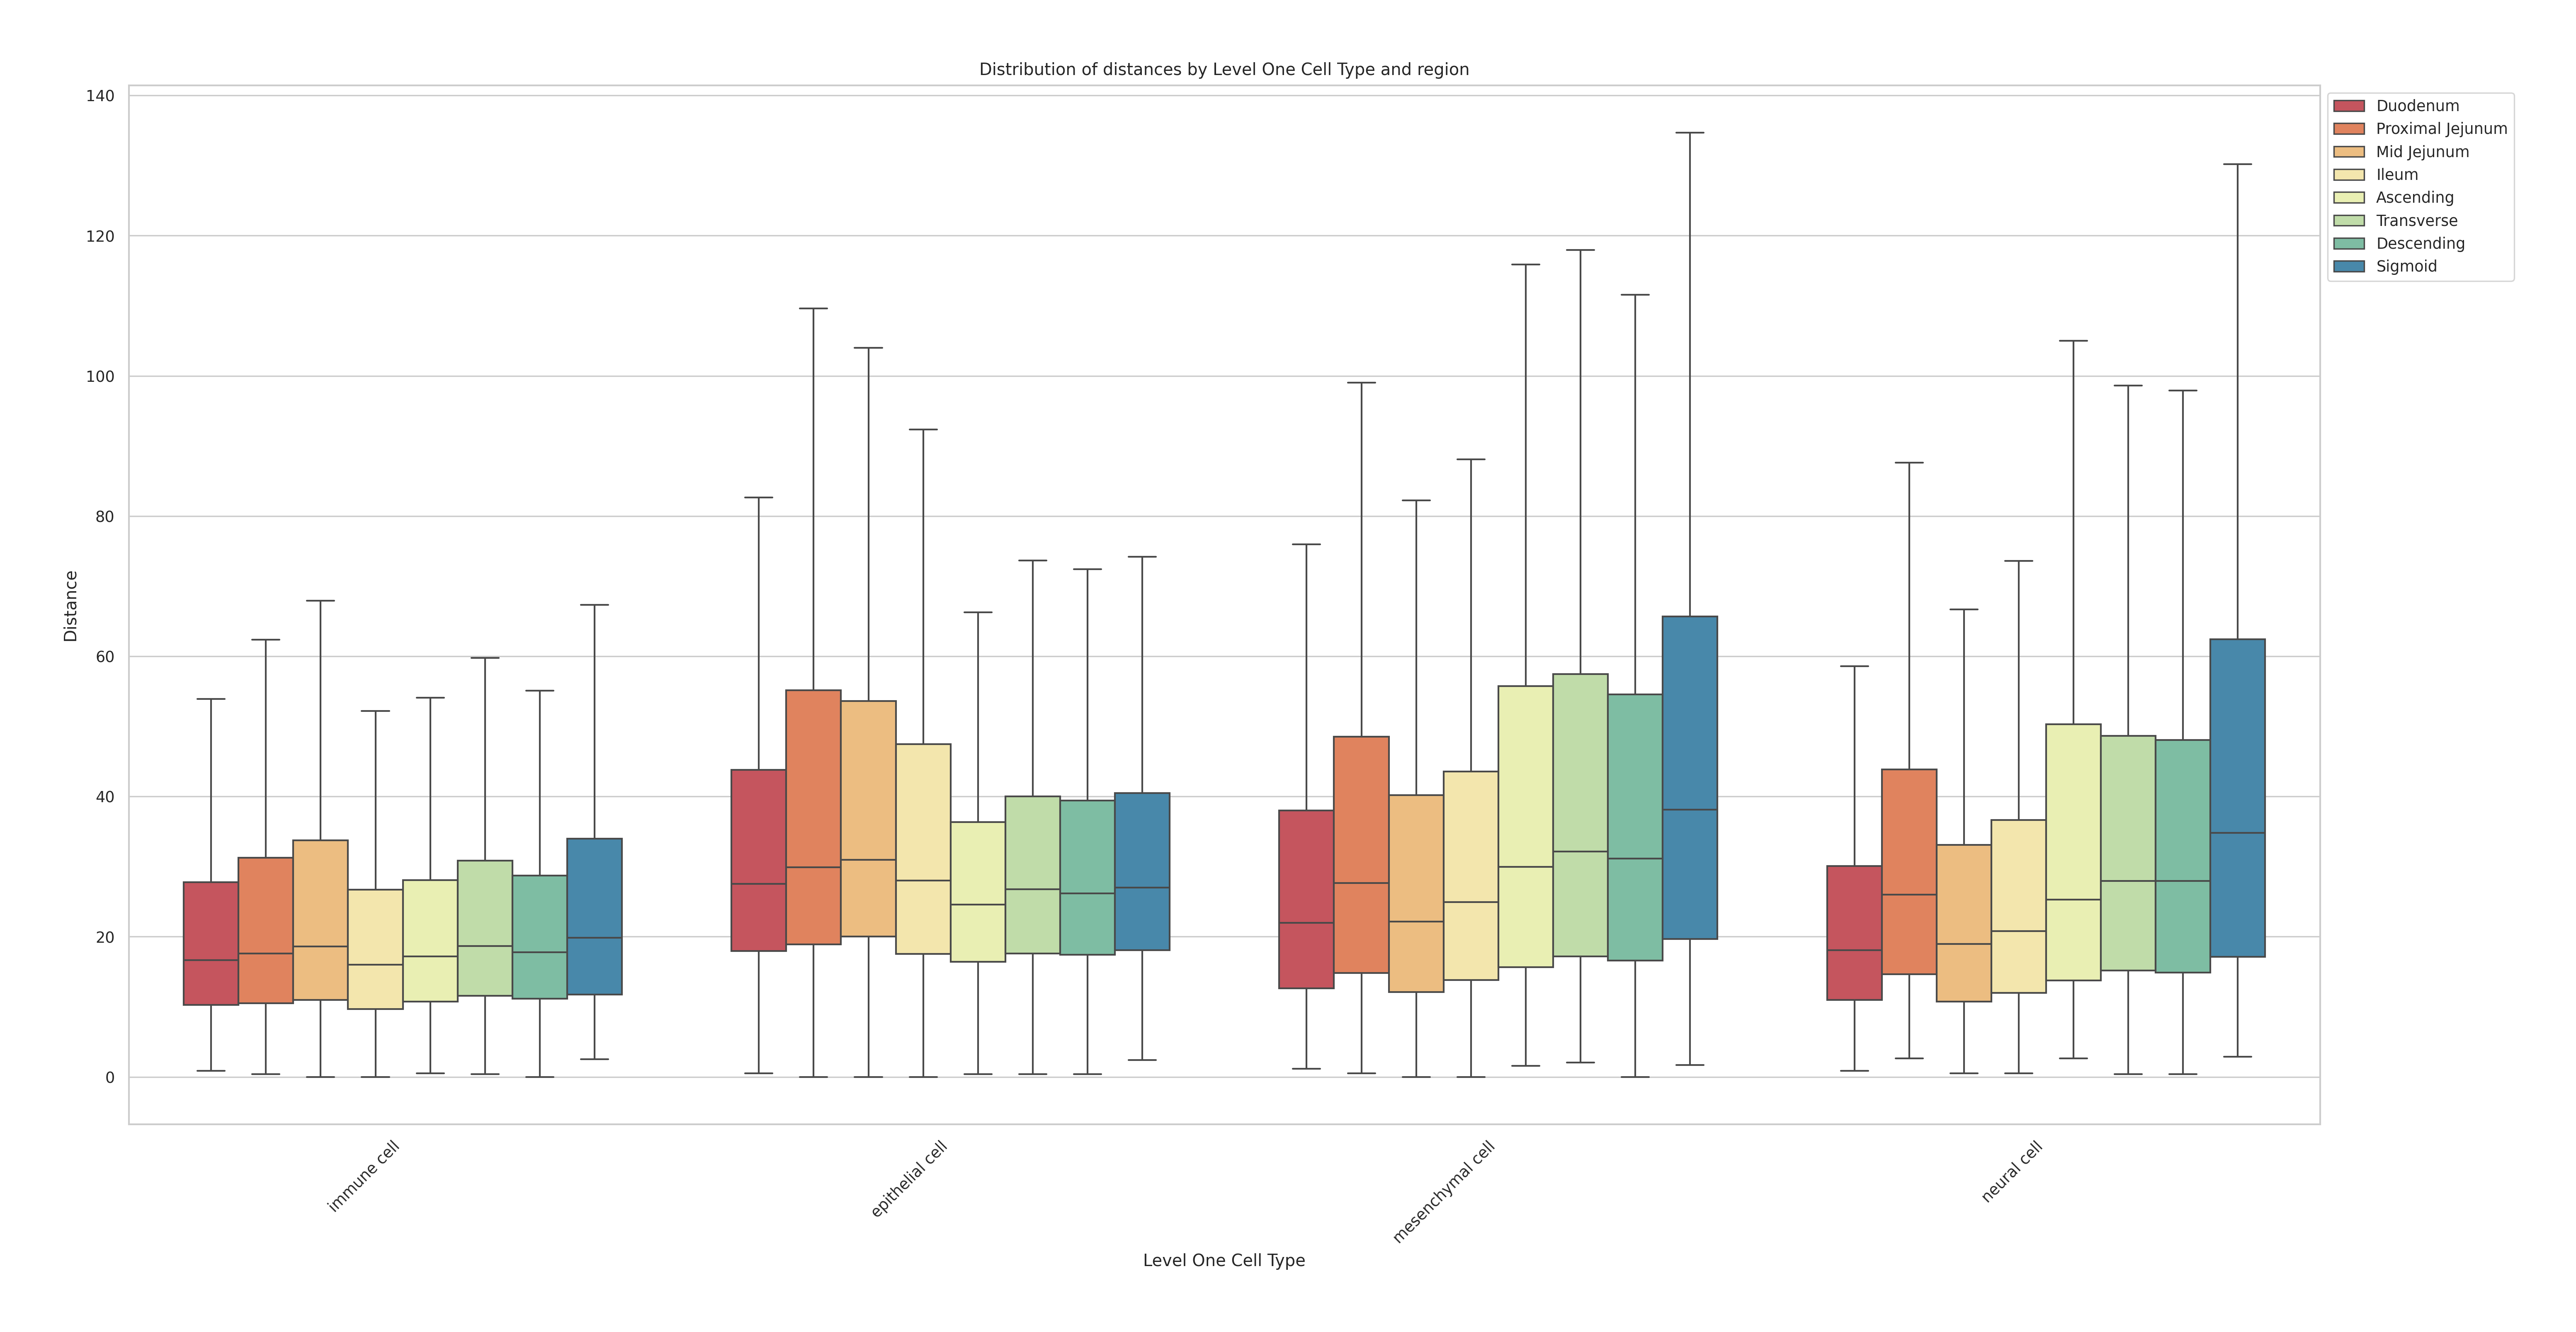 Distribution of distances by Level One Cell Type and region
140
120
100
80
60
40
20
0
Distance
immune cell
epithelial cell
mesenchymal cell
neural cell
Level One Cell Type
Duodenum
Proximal Jejunum
Mid Jejunum
Ileum
Ascending
Transverse
Descending
Sigmoid